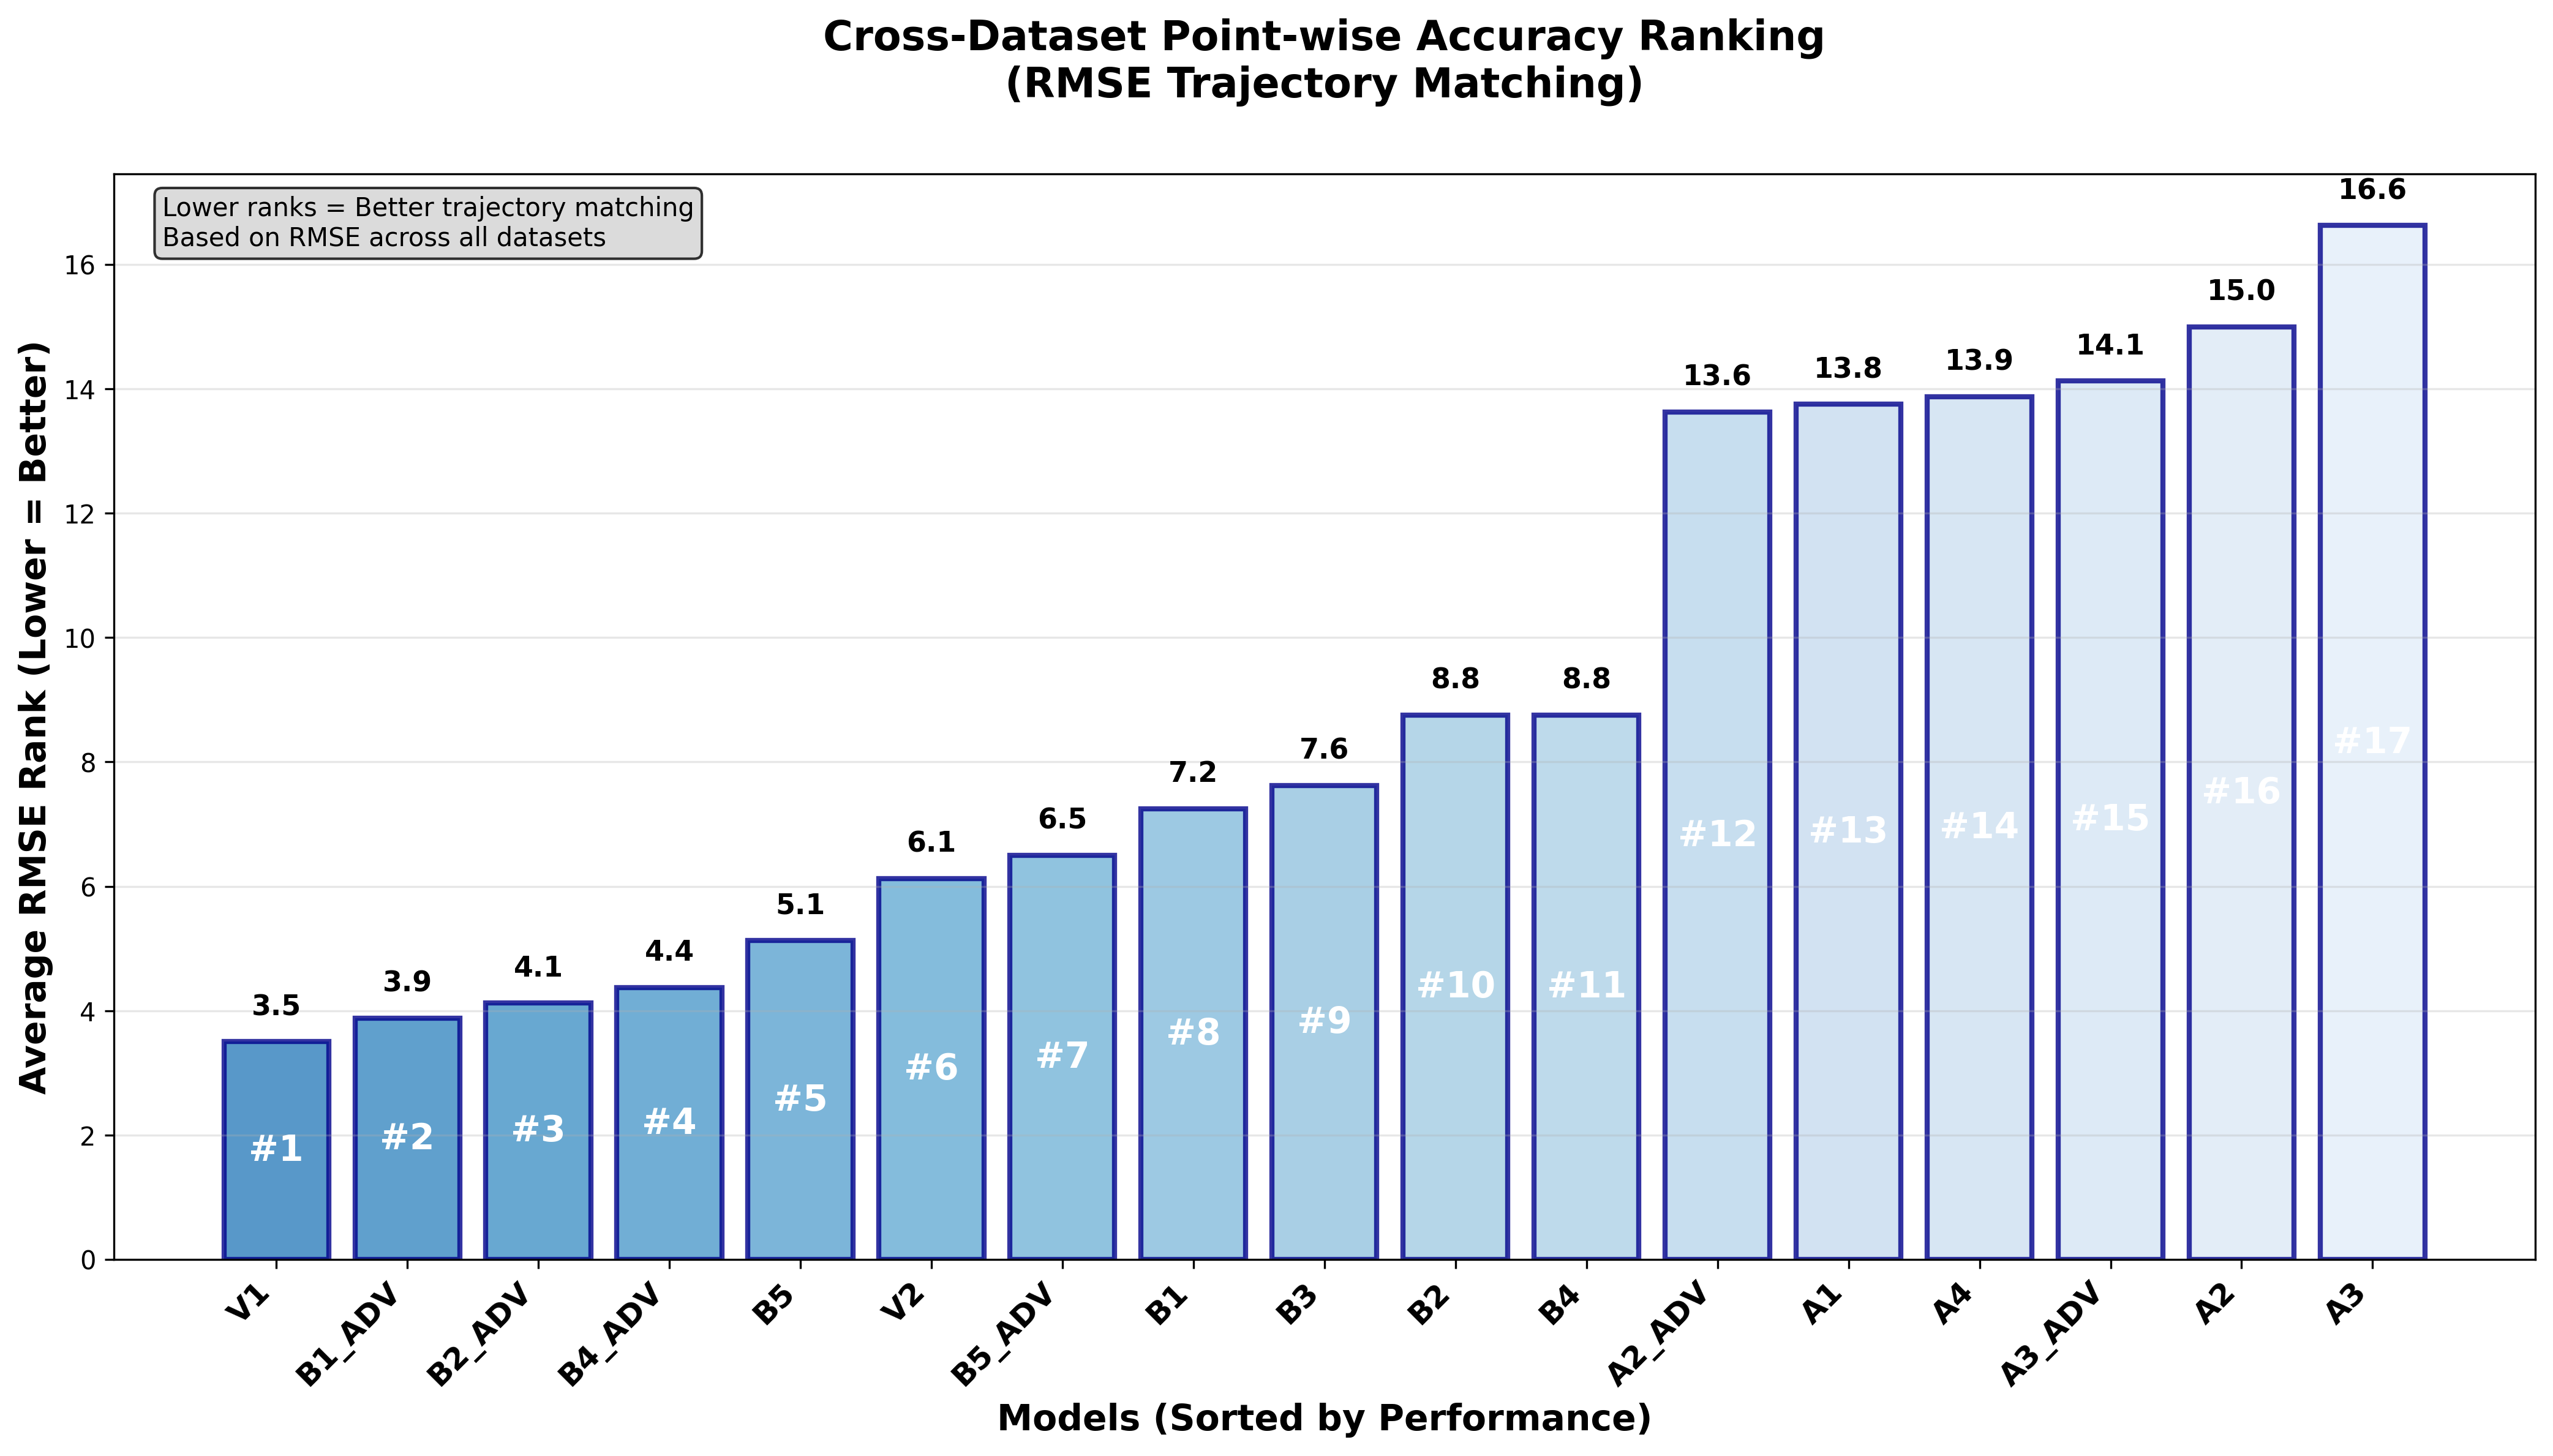 Cross-Dataset Point-wise Accuracy Ranking
(RMSE Trajectory Matching)
Lower ranks = Better trajectory matching
Based on RMSE across all datasets
Average RMSE Rank (Lower = Better)
16
14
12
10
8
6
4
2
0
3.5
3.9
4.1
4.4
5.1
6.1
6.5
7.2
7.6
8.8
8.8
13.6
13.8
13.9
14.1
15.0
16.6
#1
#2
#3
#4
#5
#6
#7
#8
#9
#10
#11
#12
#13
#14
#15
#16
#17
V1
B1_ADV
B2_ADV
B4_ADV
B5
V2
B5_ADV
B1
B3
B2
B4
A2_ADV
A1
A4
A3_ADV
A2
A3
Models (Sorted by Performance)